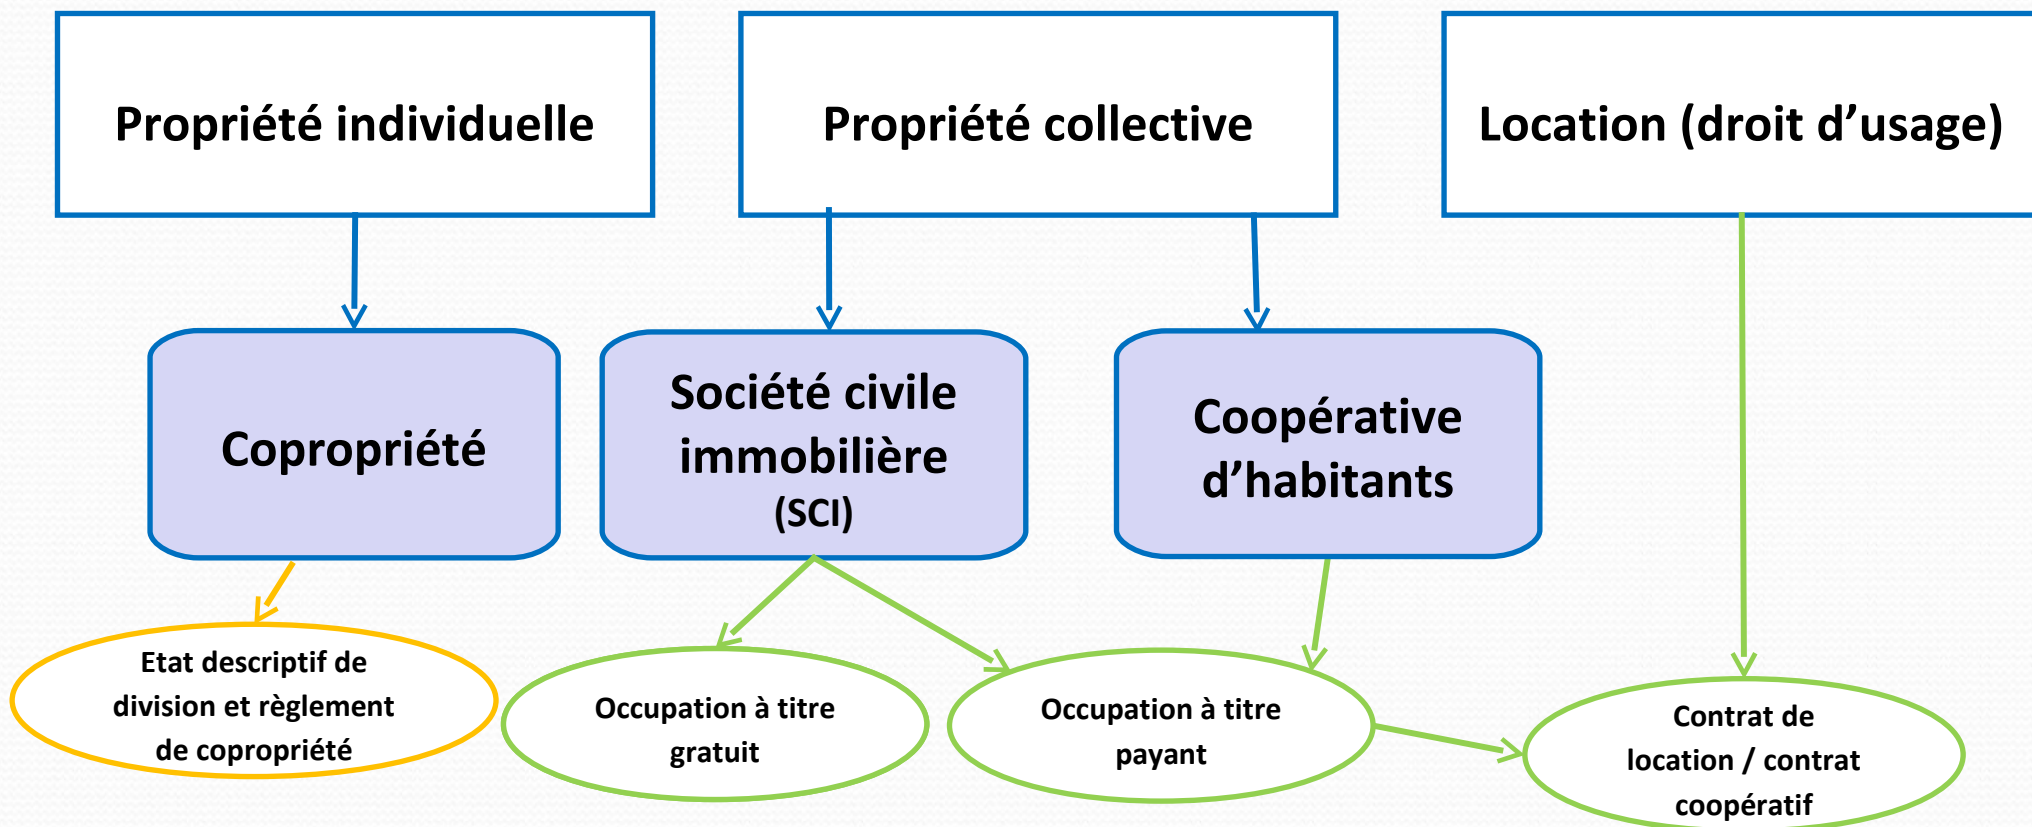 Propriété individuelle
Propriété collective
Location (droit d’usage)
Copropriété
Société civile
immobilière
(SCI)
Coopérative
d’habitants
Etat descriptif de
division et règlement
de copropriété
Occupation à titre
gratuit
Occupation à titre
payant
Contrat de
location / contrat
coopératif